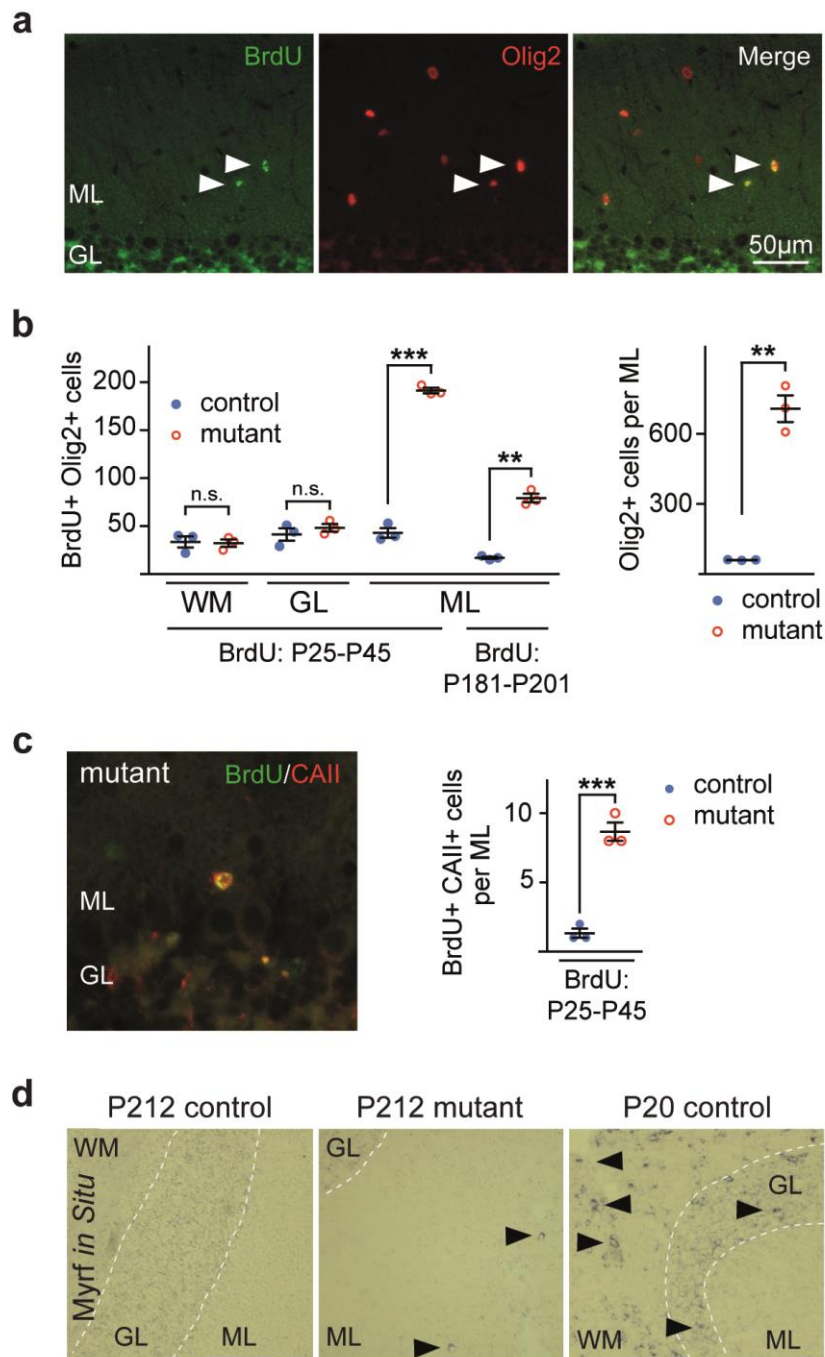 a
BrdU
Olig2
Merge
ML
GL
50µm
b
BrdU+ Olig2+ cells
200
150
100
50
control
mutant
n.s.
n.s.
***
**
WM
GL
ML
BrdU: P25-P45
BrdU:
P181-P201
Olig2+ cells per ML
600
300
**
control
mutant
c
mutant
BrdU/CAII
ML
GL
BrdU+ CAII+ cells
per ML
10
5
***
control
mutant
BrdU:
P25-P45
d
P212 control
P212 mutant
P20 control
Myrf in Situ
WM
GL
ML
GL
ML
GL
WM
ML